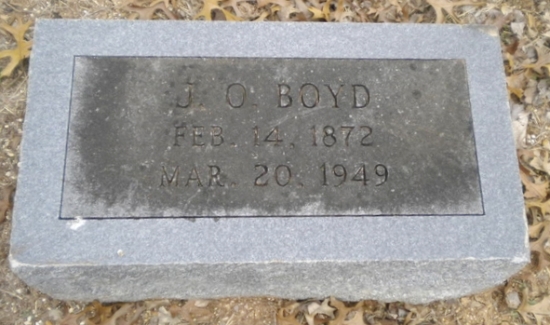 J. O. BOYD
FEB. 14, 1872
MAR. 20, 1949